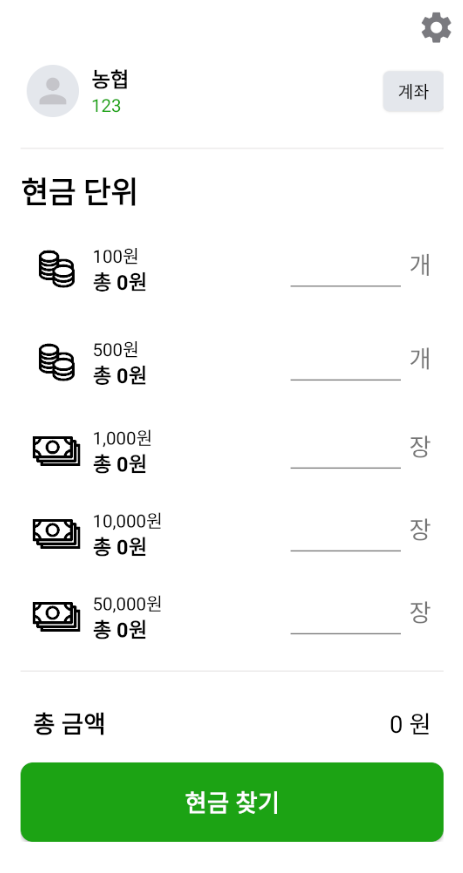 농협
123
계좌
현금 단위
100원
총 0원
개
500원
총 0원
개
1,000원
총 0원
장
10,000원
총 0원
장
50,000원
총 0원
장
총 금액
0 원
현금 찾기